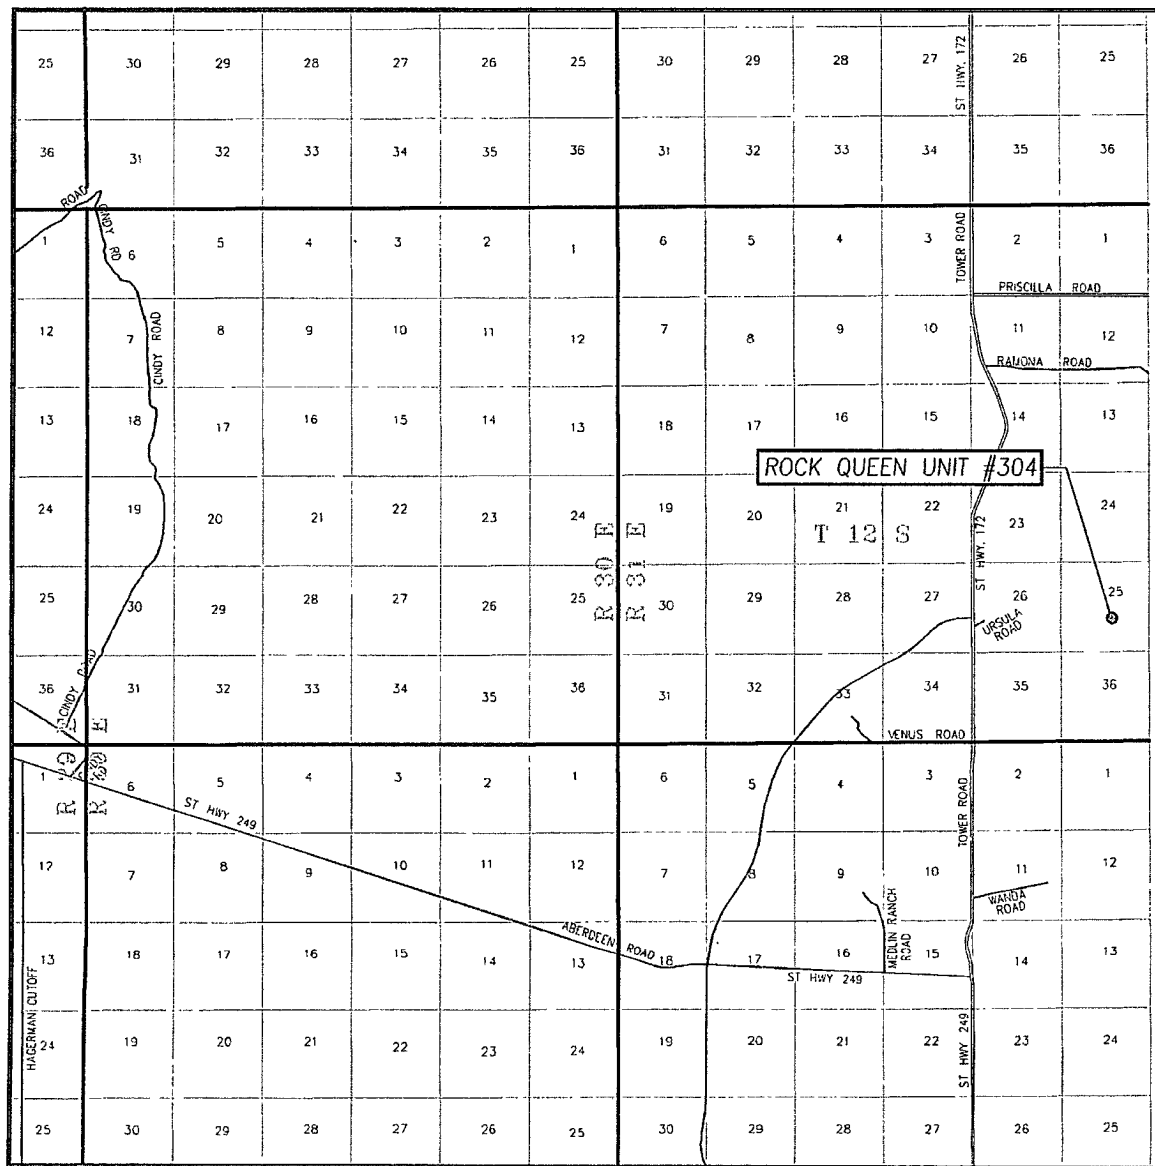 25 30 29 28 27 26 25 30 29 28 27 ST HWY. 172 26 25
36 31 32 33 34 35 36 31 32 33 34 35 36
ROAD
CINDY RD
1 6 5 4 3 2 1 6 5 4 3 TOWER ROAD 2 1
PRISCILLA ROAD
12 7 CINDY ROAD 8 9 10 11 12 7 8 9 10 11 12
RAMONA ROAD
13 18 17 16 15 14 13 18 17 16 15 14 13
ROCK QUEEN UNIT #304
24 19 20 21 22 23 24 19 20 21 22 23 24
R 30 E
R 31 E
T 12 S
ST HWY. 172
25 30 29 28 27 26 25 30 29 28 27 26 25
URSULA
ROAD
36 31 32 33 34 35 36 31 32 33 34 35 36
CINDY ROAD
VENUS ROAD
1 6 5 4 3 2 1 6 5 4 3 TOWER ROAD 2 1
ST HWY 249
12 7 8 9 10 11 12 7 8 9 10 11 12
WANDA
ROAD
MEDLIN RANCH
ROAD
ABERDEEN ROAD
13 18 17 16 15 14 13 18 17 16 15 14 13
ST HWY 249
HAGERMAN CUTOFF
24 19 20 21 22 23 24 19 20 21 22 ST HWY 249 23 24
25 30 29 28 27 26 25 30 29 28 27 26 25